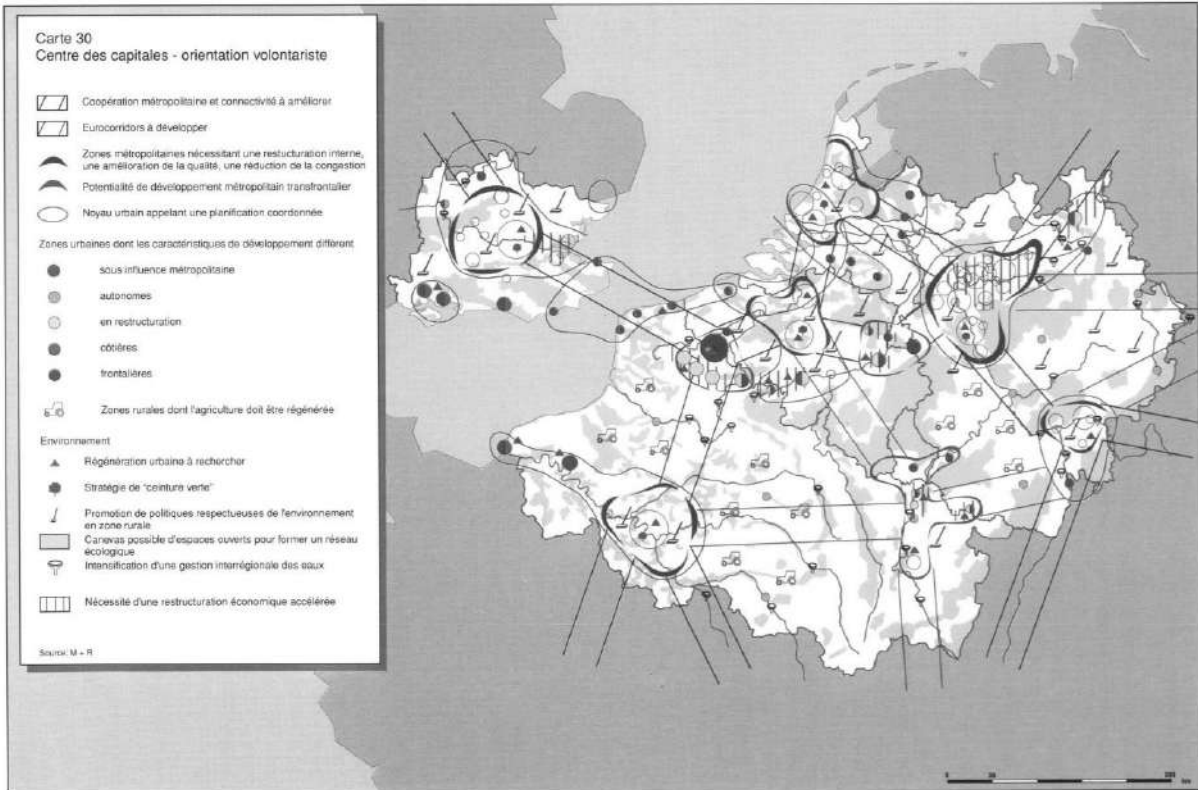 Carte 30
Centre des capitales - orientation volontariste
Coopération métropolitaine et connectivité à améliorer
Eurocorridors à développer
Zones métropolitaines nécessitant une restucturation interne,
une amélioration de la qualité, une réduction de la congestion
Potentialité de développement métropolitain transfrontalier
Noyau urbain appelant une planification coordonnée
Zones urbaines dont les caractéristiques de développement diffèrent
sous influence métropolitaine
autonomes
en restructuration
côtières
frontalières
Zones rurales dont l'agriculture doit être régénérée
Environnement
Régénération urbaine à rechercher
Stratégie de "ceinture verte"
Promotion de politiques respectueuses de l'environnement
en zone rurale
Canevas possible d'espaces ouverts pour former un réseau
écologique
Intensification d'une gestion interrégionale des eaux
Nécessité d'une restructuration économique accélérée
Source: M + R
0
km